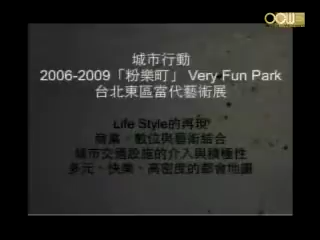 OCW
城市行動
2006-2009「粉樂町」 Very Fun Park
台北東區當代藝術展
Life Style的再現
商業、數位與藝術結合
城市交通設施的介入與積極性
多元、快樂、高密度的都會地圖